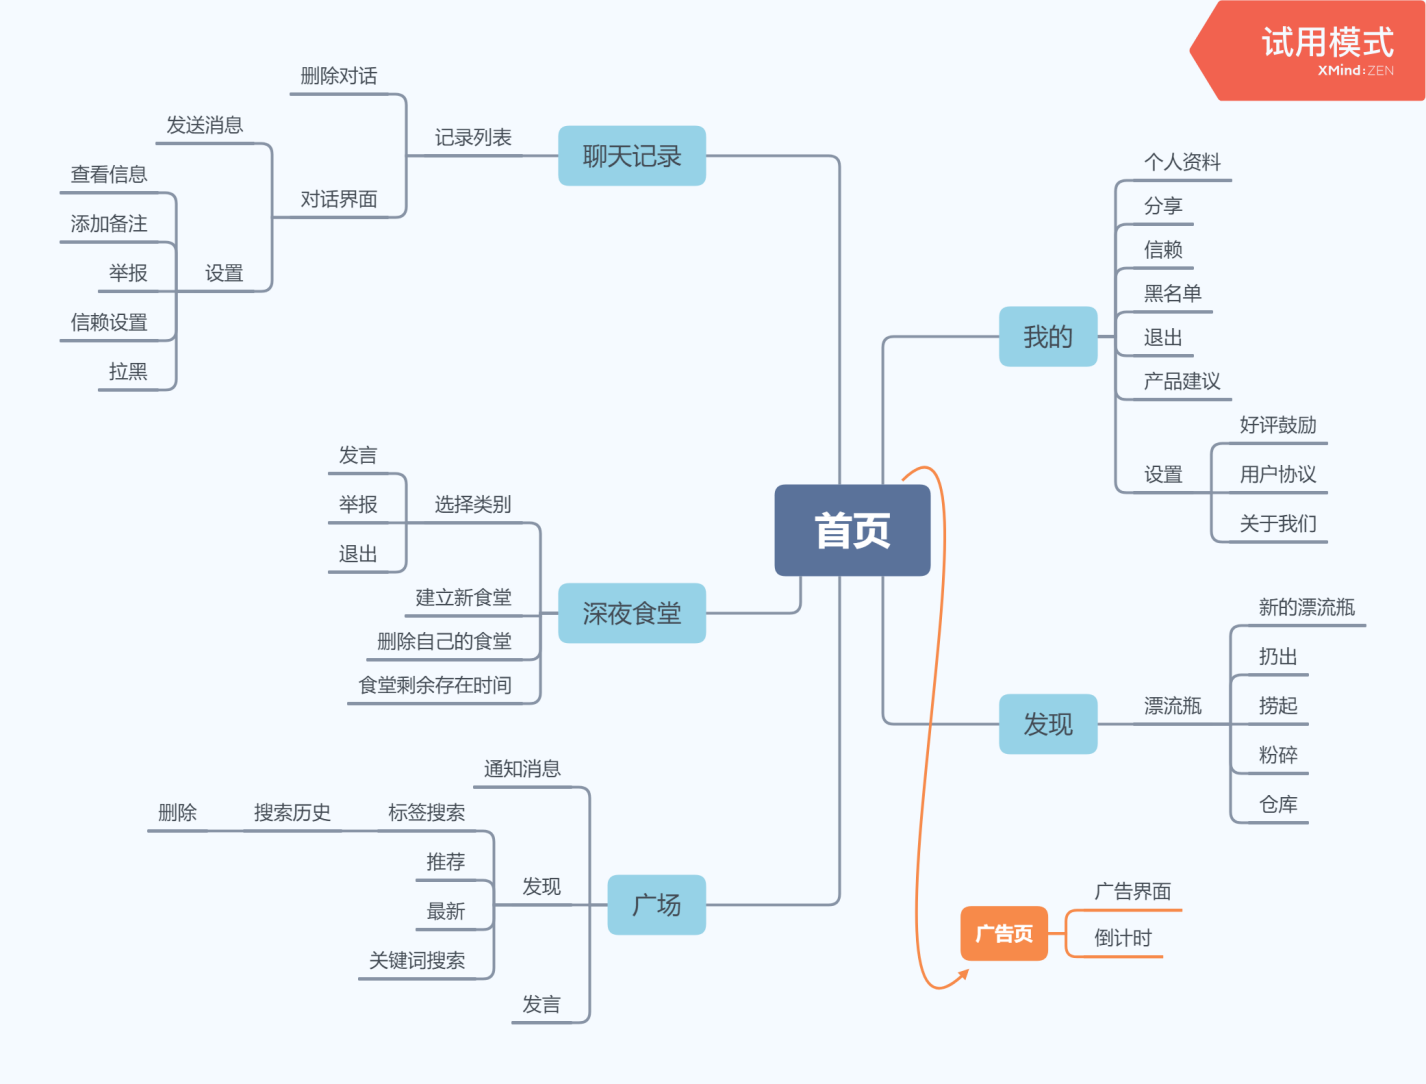 试用模式
XMind:ZEN
删除对话
发送消息
记录列表
聊天记录
查看信息
对话界面
添加备注
举报
设置
信赖设置
拉黑
个人资料
分享
信赖
黑名单
我的
退出
产品建议
好评鼓励
设置
用户协议
关于我们
首页
发言
举报
选择类别
退出
建立新食堂
深夜食堂
删除自己的食堂
食堂剩余存在时间
新的漂流瓶
扔出
发现
漂流瓶
捞起
粉碎
仓库
通知消息
删除
搜索历史
标签搜索
推荐
发现
广场
最新
关键词搜索
发言
广告页
广告界面
倒计时